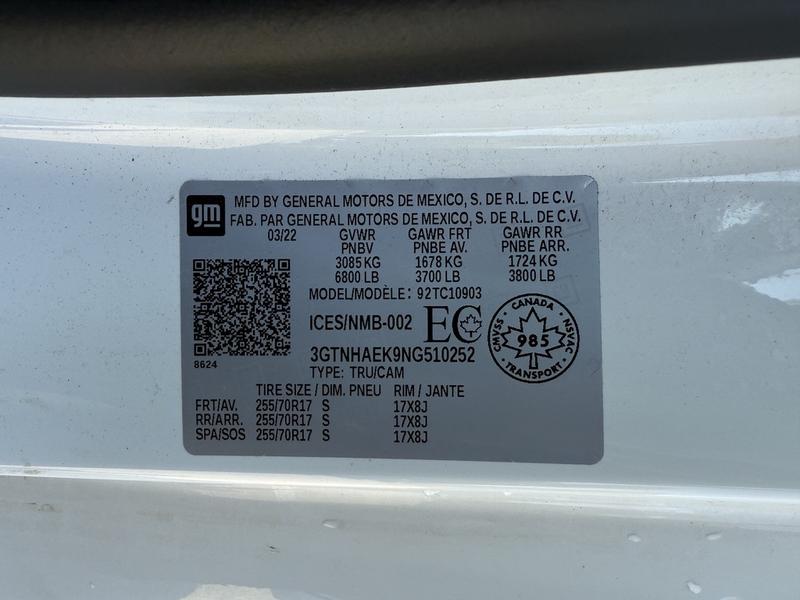 gm
MFD BY GENERAL MOTORS DE MEXICO, S. DE R.L. DE C.V.
FAB. PAR GENERAL MOTORS DE MEXICO, S. DE R.L. DE C.V.
03/22 GVWR GAWR FRT GAWR RR
PNBV PNBE AV. PNBE ARR.
3085 KG 1678 KG 1724 KG
6800 LB 3700 LB 3800 LB
MODEL/MODÈLE: 92TC10903
ICES/NMB-002 EC
CANADA
CMVSS 985 NSVAC
TRANSPORT
3GTNHAEK9NG510252
8624
TYPE: TRU/CAM
TIRE SIZE / DIM. PNEU RIM / JANTE
FRT/AV. 255/70R17 S 17X8J
RR/ARR. 255/70R17 S 17X8J
SPA/SOS 255/70R17 S 17X8J